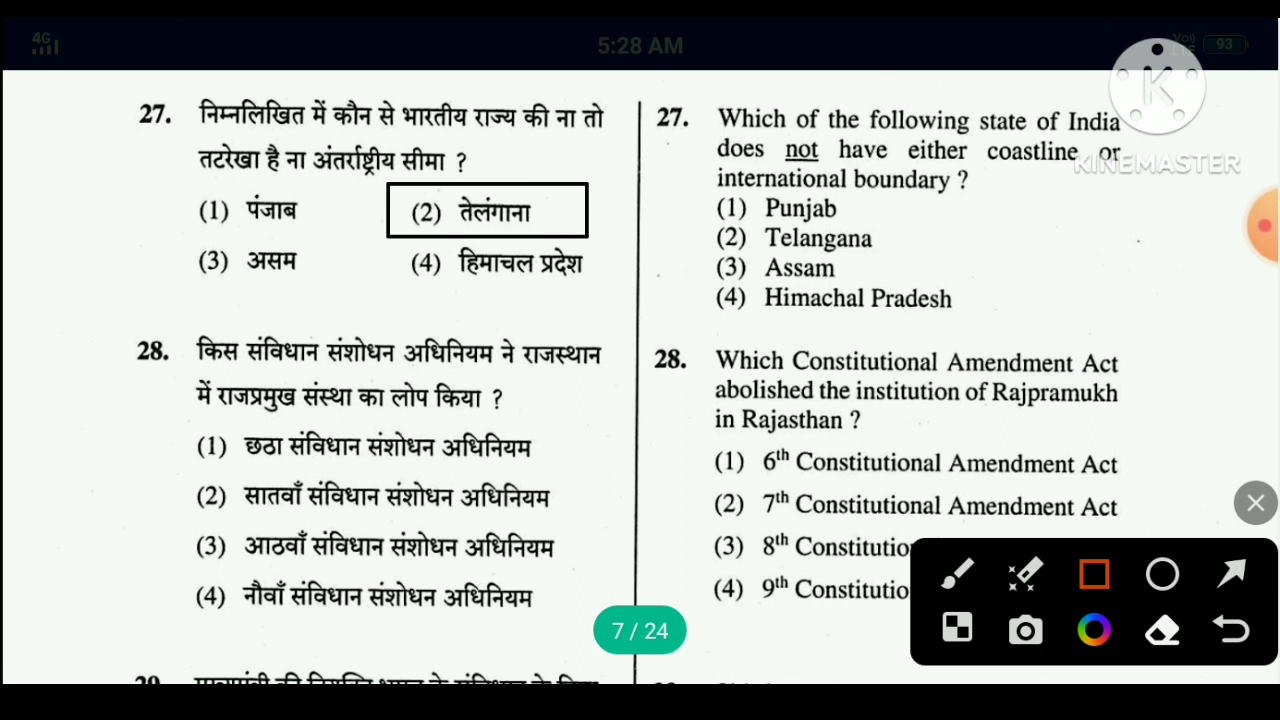 4G
5:28 AM
Vo))
LTE
93
K
KINEMASTER
27. निम्नलिखित में कौन से भारतीय राज्य की ना तो
तटरेखा है ना अंतर्राष्ट्रीय सीमा ?
(1) पंजाब (2) तेलंगाना
(3) असम (4) हिमाचल प्रदेश
28. किस संविधान संशोधन अधिनियम ने राजस्थान
में राजप्रमुख संस्था का लोप किया ?
(1) छठा संविधान संशोधन अधिनियम
(2) सातवाँ संविधान संशोधन अधिनियम
(3) आठवाँ संविधान संशोधन अधिनियम
(4) नौवाँ संविधान संशोधन अधिनियम
27. Which of the following state of India
does not have either coastline or
international boundary ?
(1) Punjab
(2) Telangana
(3) Assam
(4) Himachal Pradesh
28. Which Constitutional Amendment Act
abolished the institution of Rajpramukh
in Rajasthan ?
(1) 6th Constitutional Amendment Act
(2) 7th Constitutional Amendment Act
(3) 8th Constitutio
(4) 9th Constitutio
7 / 24